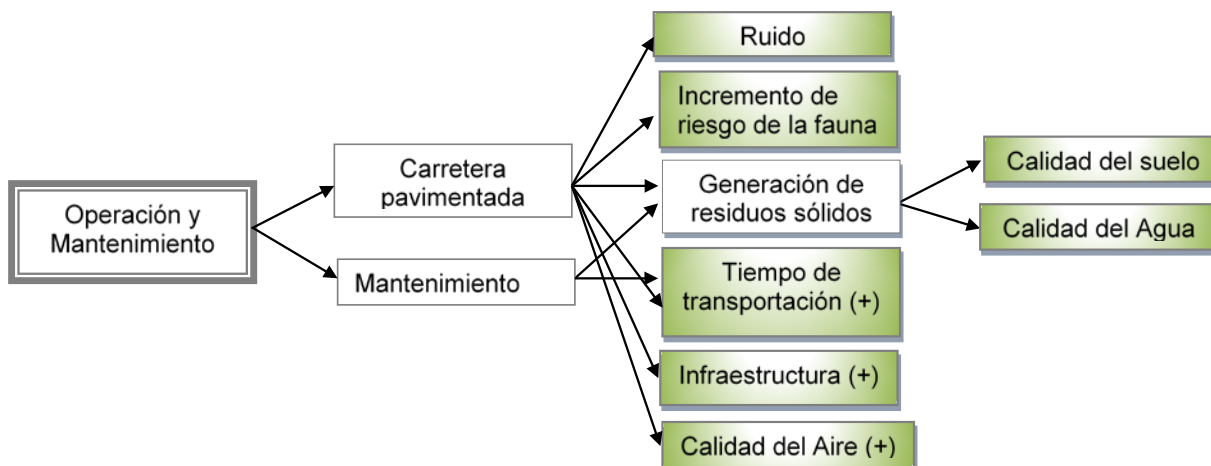 Operación y
Mantenimiento
Carretera
pavimentada
Mantenimiento
Ruido
Incremento de
riesgo de la fauna
Generación de
residuos sólidos
Tiempo de
transportación (+)
Infraestructura (+)
Calidad del Aire (+)
Calidad del suelo
Calidad del Agua